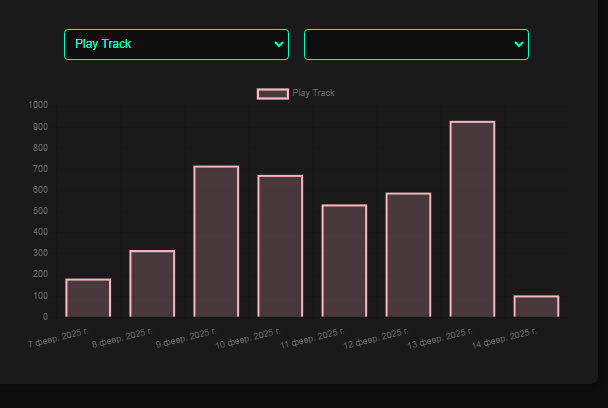 Play Track
Play Track
1000
900
800
700
600
500
400
300
200
100
0
7 февр. 2025 г.
8 февр. 2025 г.
9 февр. 2025 г.
10 февр. 2025 г.
11 февр. 2025 г.
12 февр. 2025 г.
13 февр. 2025 г.
14 февр. 2025 г.